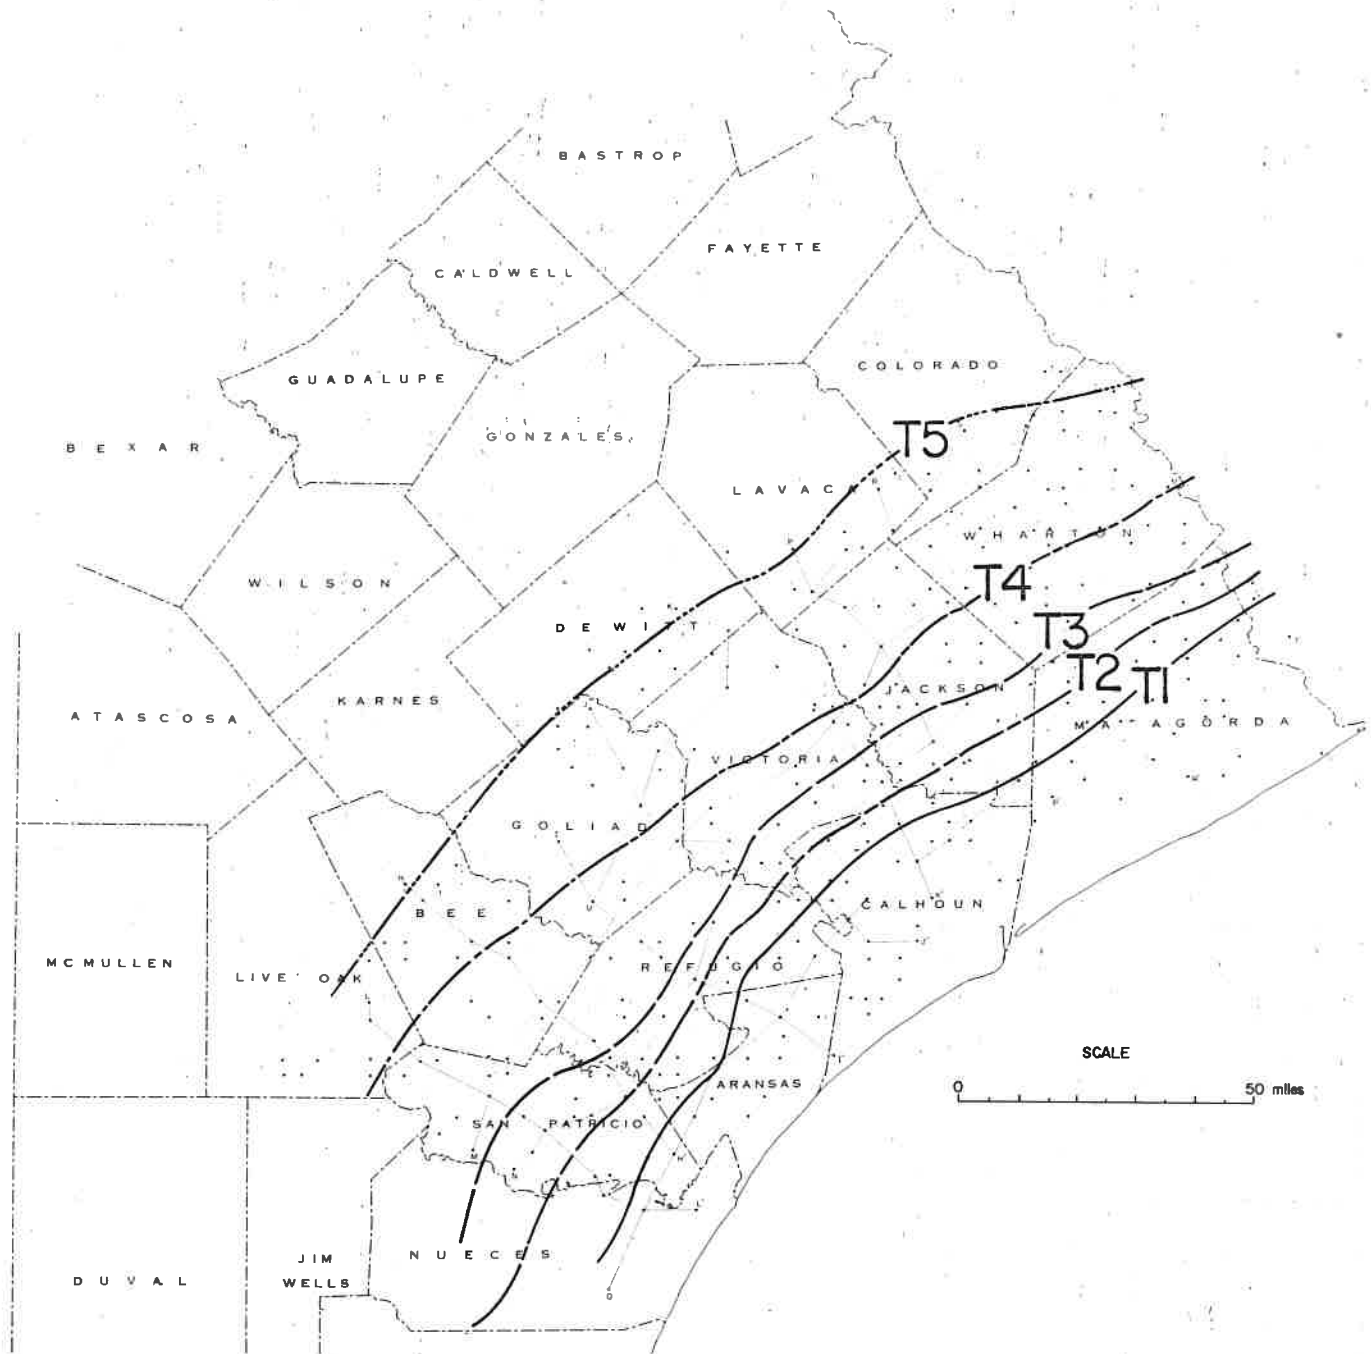 BASTROP
FAYETTE
CALDWELL
COLORADO
GUADALUPE
T5
GONZALES
BEXAR
LAVACA
WHARTON
WILSON
T4
DE WITT
T3
T2
T1
KARNES
JACKSON
ATASCOSA
MATAGORDA
VICTORIA
GOLIAD
CALHOUN
BEE
MCMULLEN
LIVE OAK
REFUGIO
SCALE
ARANSAS
0 50 miles
SAN PATRICIO
NUECES
JIM
WELLS
DUVAL